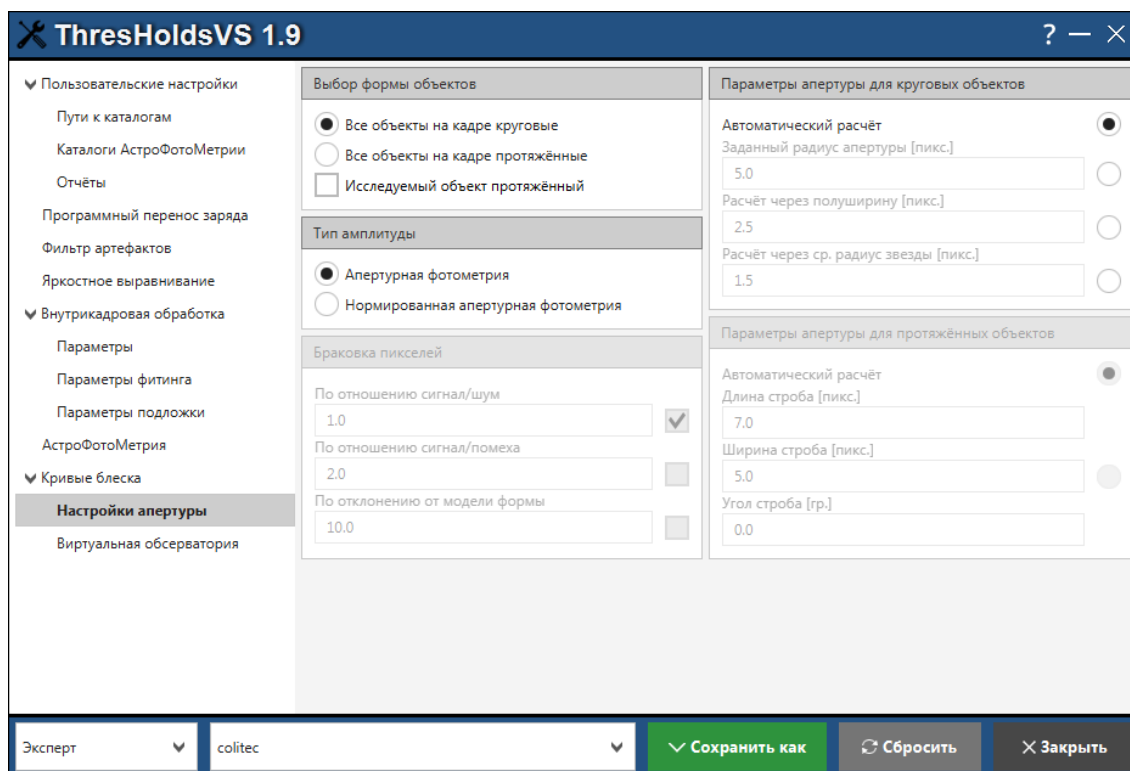 ThresHoldsVS 1.9
?
Пользовательские настройки
Пути к каталогам
Каталоги АстроФотоМетрии
Отчёты
Программный перенос заряда
Фильтр артефактов
Яркостное выравнивание
Внутрикадровая обработка
Параметры
Параметры фитинга
Параметры подложки
АстроФотоМетрия
Кривые блеска
Настройки апертуры
Виртуальная обсерватория
Выбор формы объектов
Все объекты на кадре круговые
Все объекты на кадре протяжённые
Исследуемый объект протяжённый
Тип амплитуды
Апертурная фотометрия
Нормированная апертурная фотометрия
Браковка пикселей
По отношению сигнал/шум
1.0
По отношению сигнал/помеха
2.0
По отклонению от модели формы
10.0
Параметры апертуры для круговых объектов
Автоматический расчёт
Заданный радиус апертуры [пикс.]
5.0
Расчёт через полуширину [пикс.]
2.5
Расчёт через ср. радиус звезды [пикс.]
1.5
Параметры апертуры для протяжённых объектов
Автоматический расчёт
Длина строба [пикс.]
7.0
Ширина строба [пикс.]
5.0
Угол строба [гр.]
0.0
Эксперт
colitec
Сохранить как
Сбросить
Закрыть